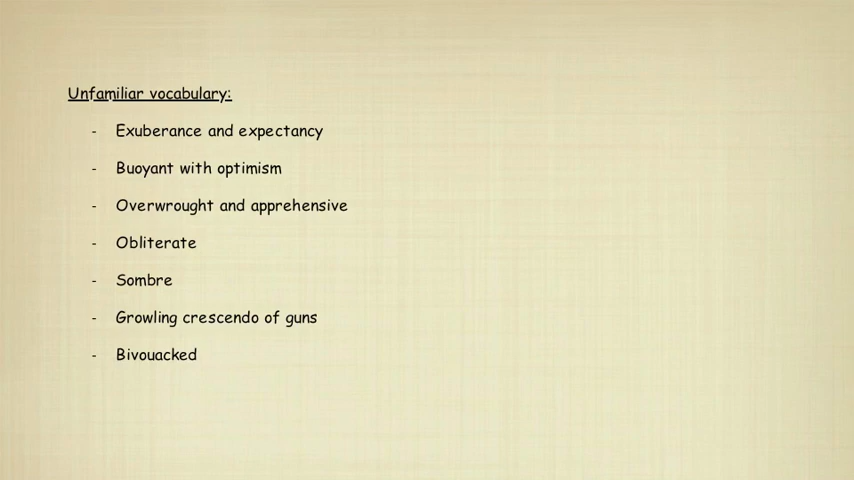 Unfamiliar vocabulary:
- Exuberance and expectancy
- Buoyant with optimism
- Overwrought and apprehensive
- Obliterate
- Sombre
- Growling crescendo of guns
- Bivouacked